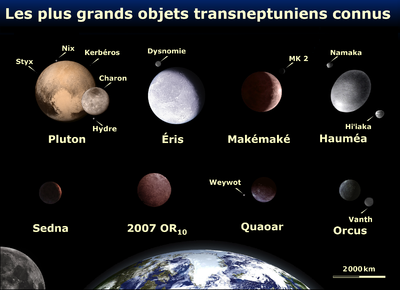 Les plus grands objets transneptuniens connus
Nix
Kerbéros
Styx
Charon
Hydre
Pluton
Dysnomie
Éris
MK 2
Makémaké
Namaka
Hi'iaka
Hauméa
Sedna
2007 OR10
Weywot
Quaoar
Vanth
Orcus
2000 km